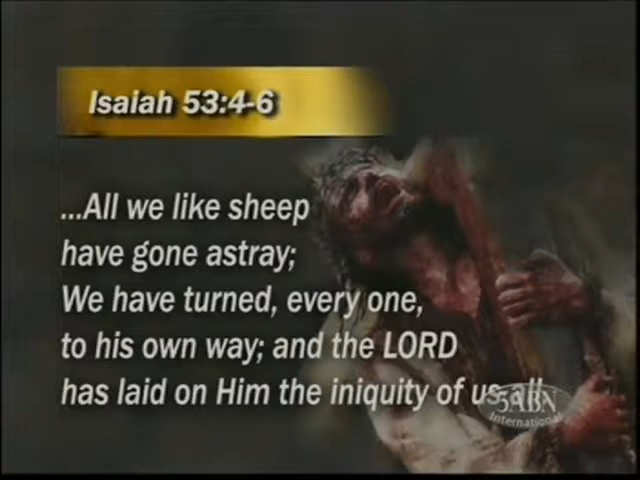 Isaiah 53:4-6
...All we like sheep
have gone astray;
We have turned, every one,
to his own way; and the LORD
has laid on Him the iniquity of us all
3ABN
International